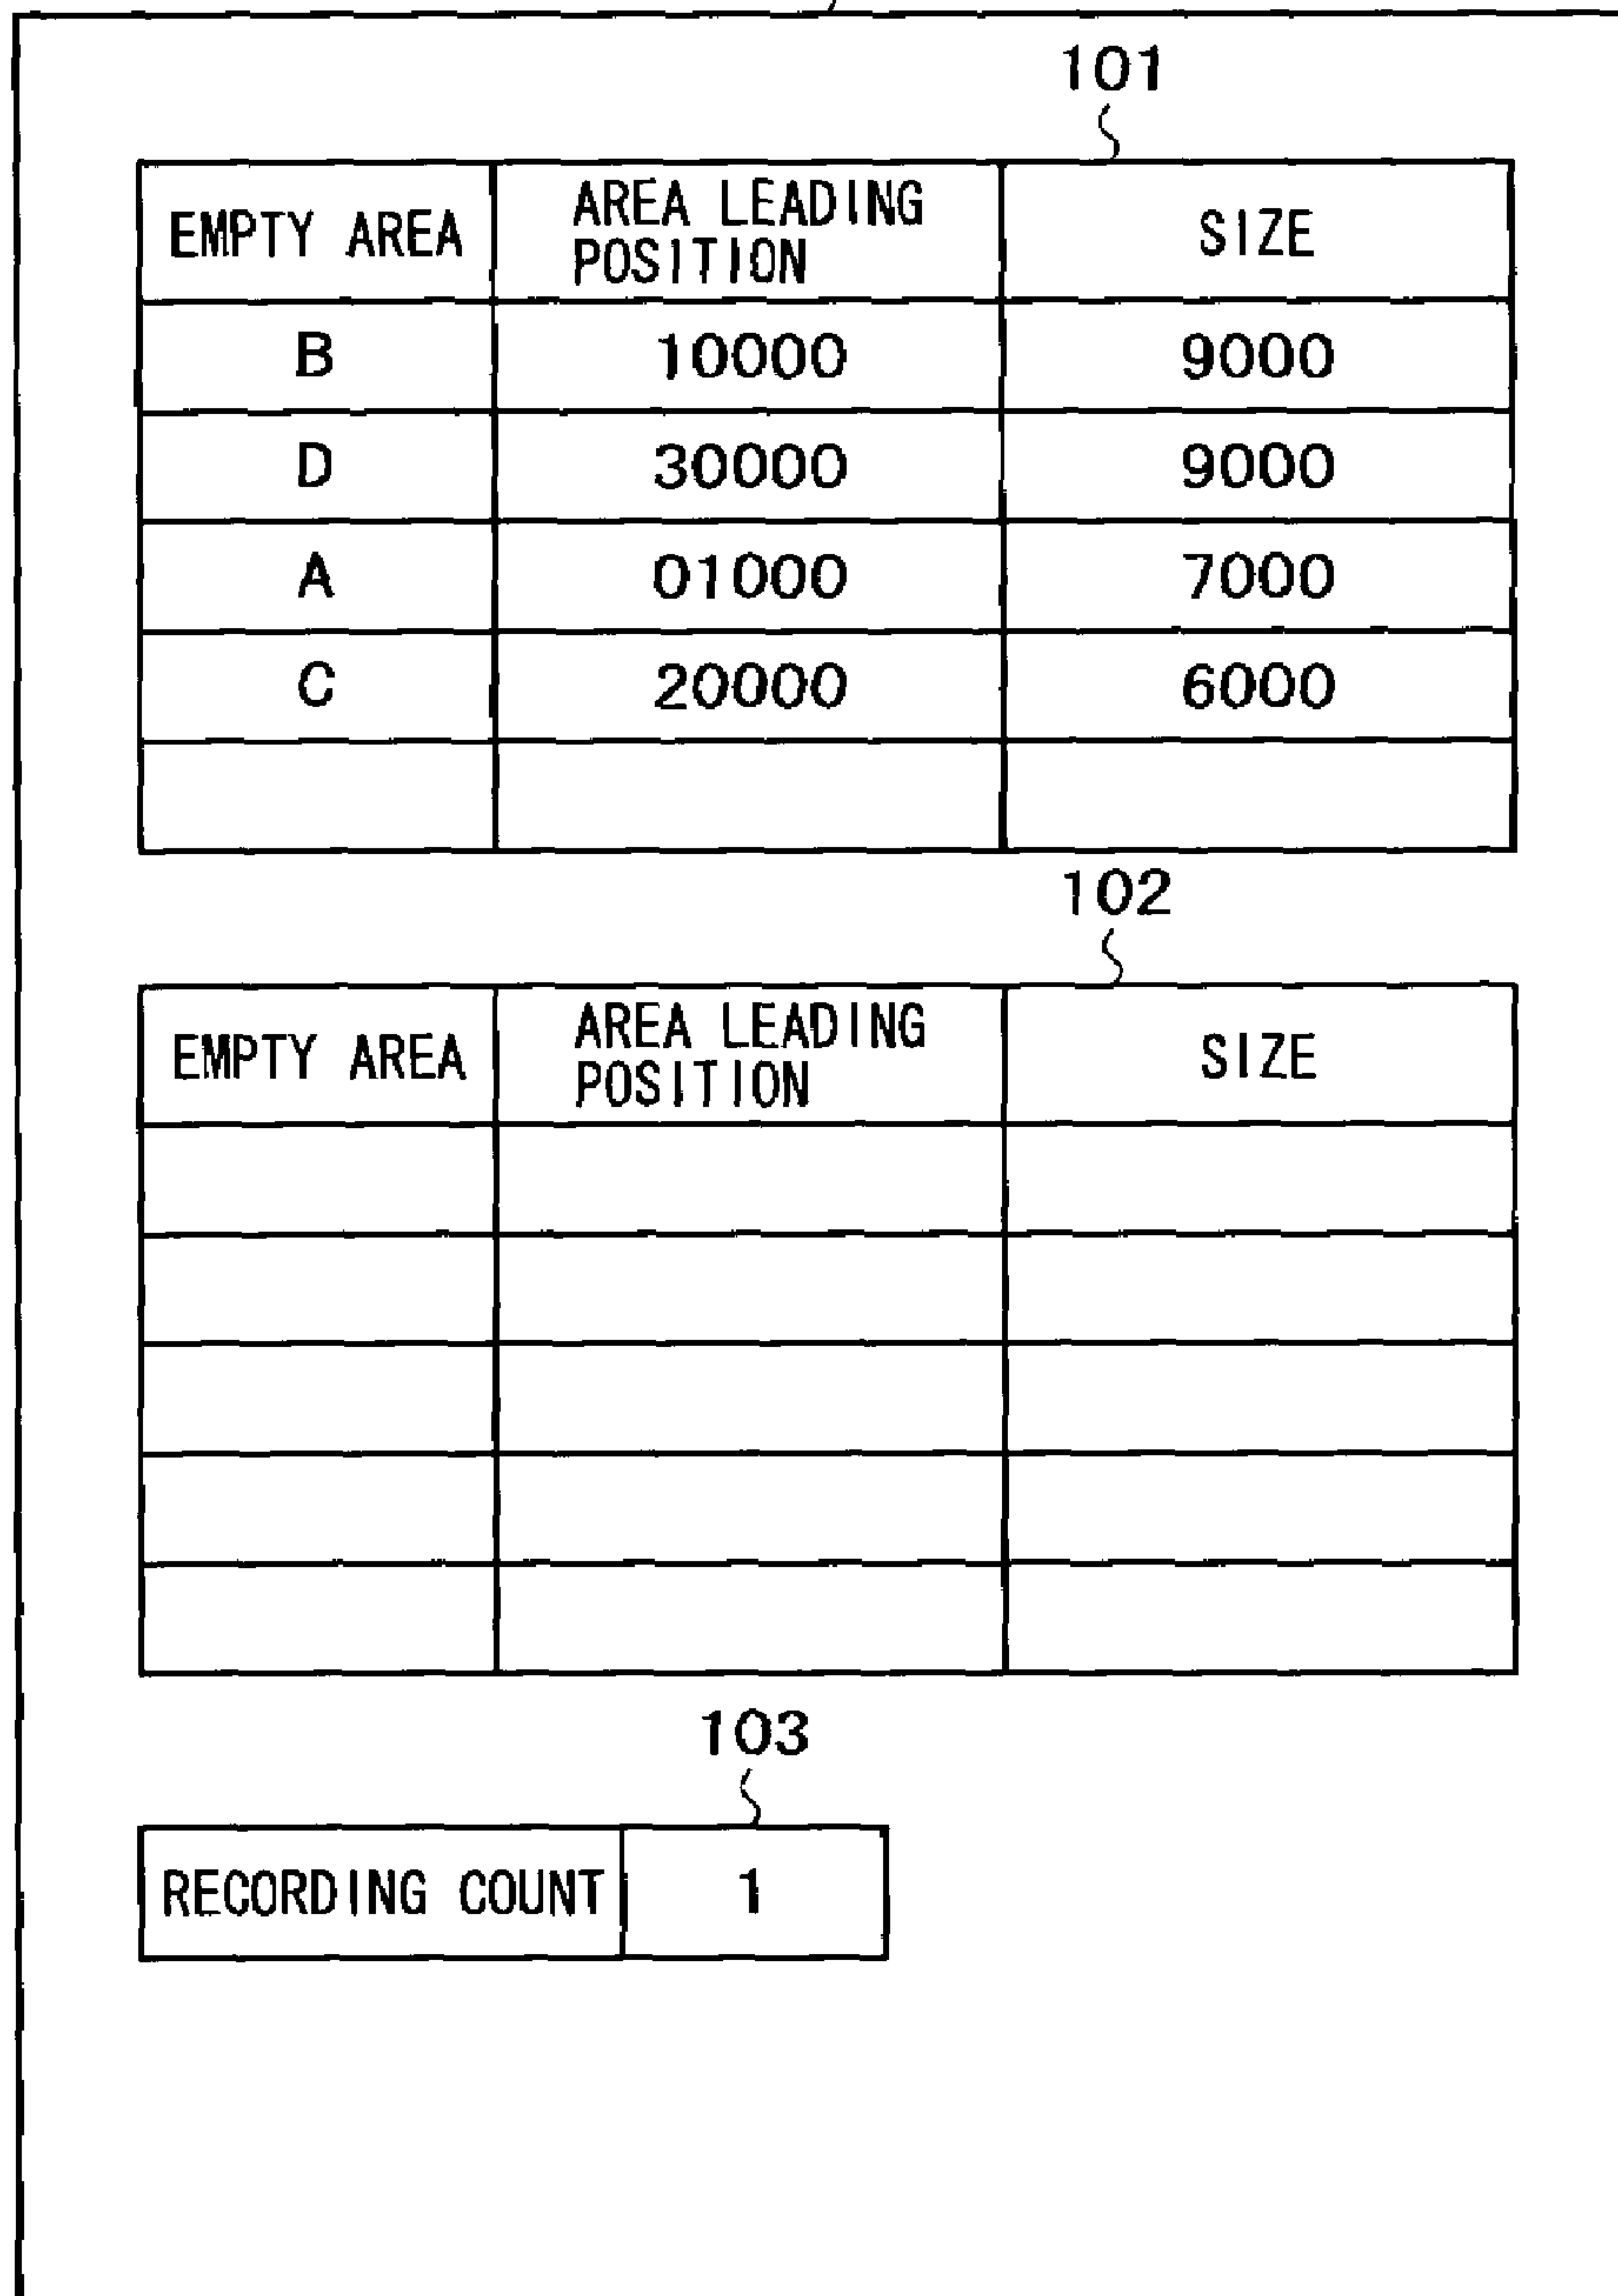 101
EMPTY AREA AREA LEADING POSITION SIZE
B 10000 9000
D 30000 9000
A 01000 7000
C 20000 6000
102
EMPTY AREA AREA LEADING POSITION SIZE
103
RECORDING COUNT 1